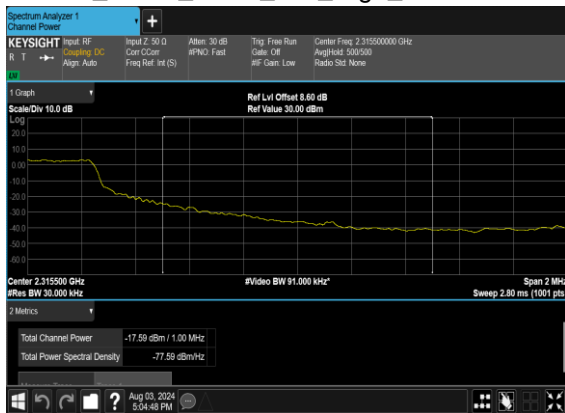 Spectrum Analyzer 1
Channel Power
+
KEYSIGHT Input: RF Input Z: 50 Ω Atten: 30 dB Trig: Free Run Center Freq: 2.315500000 GHz
R T Coupling: DC Corr CCorr #PNO: Fast Gate: Off Avg|Hold: 500/500
Align: Auto Freq Ref: Int (S) #IF Gain: Low Radio Std: None
1 Graph
Ref Lvl Offset 8.60 dB
Scale/Div 10.0 dB Ref Value 30.00 dBm
Log
20.0
10.0
0.00
-10.0
-20.0
-30.0
-40.0
-50.0
-60.0
Center 2.315500 GHz #Video BW 91.000 kHz* Span 2 MHz
#Res BW 30.000 kHz Sweep 2.80 ms (1001 pts)
2 Metrics
Total Channel Power -17.59 dBm / 1.00 MHz
Total Power Spectral Density -77.59 dBm/Hz
? Aug 03, 2024
5:04:48 PM